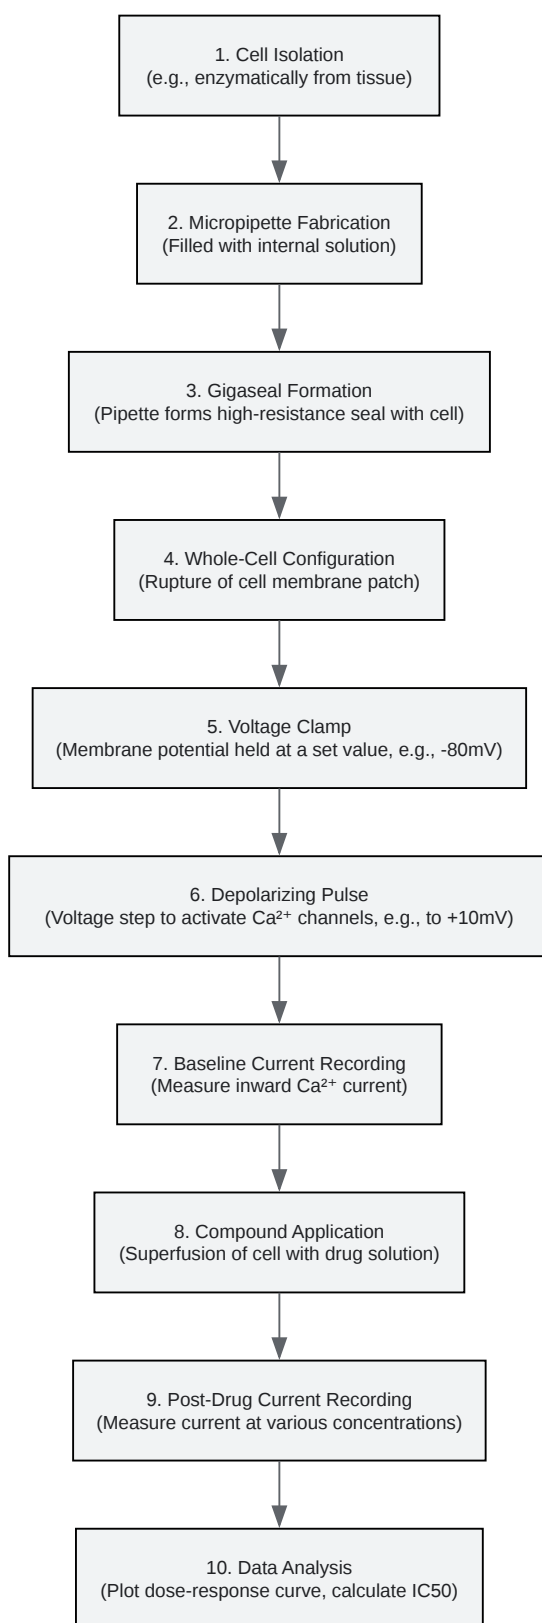 1. Cell Isolation
(e.g., enzymatically from tissue)
2. Micropipette Fabrication
(Filled with internal solution)
3. Gigaseal Formation
(Pipette forms high-resistance seal with cell)
4. Whole-Cell Configuration
(Rupture of cell membrane patch)
5. Voltage Clamp
(Membrane potential held at a set value, e.g., -80mV)
6. Depolarizing Pulse
(Voltage step to activate Ca²⁺ channels, e.g., to +10mV)
7. Baseline Current Recording
(Measure inward Ca²⁺ current)
8. Compound Application
(Superfusion of cell with drug solution)
9. Post-Drug Current Recording
(Measure current at various concentrations)
10. Data Analysis
(Plot dose-response curve, calculate IC50)